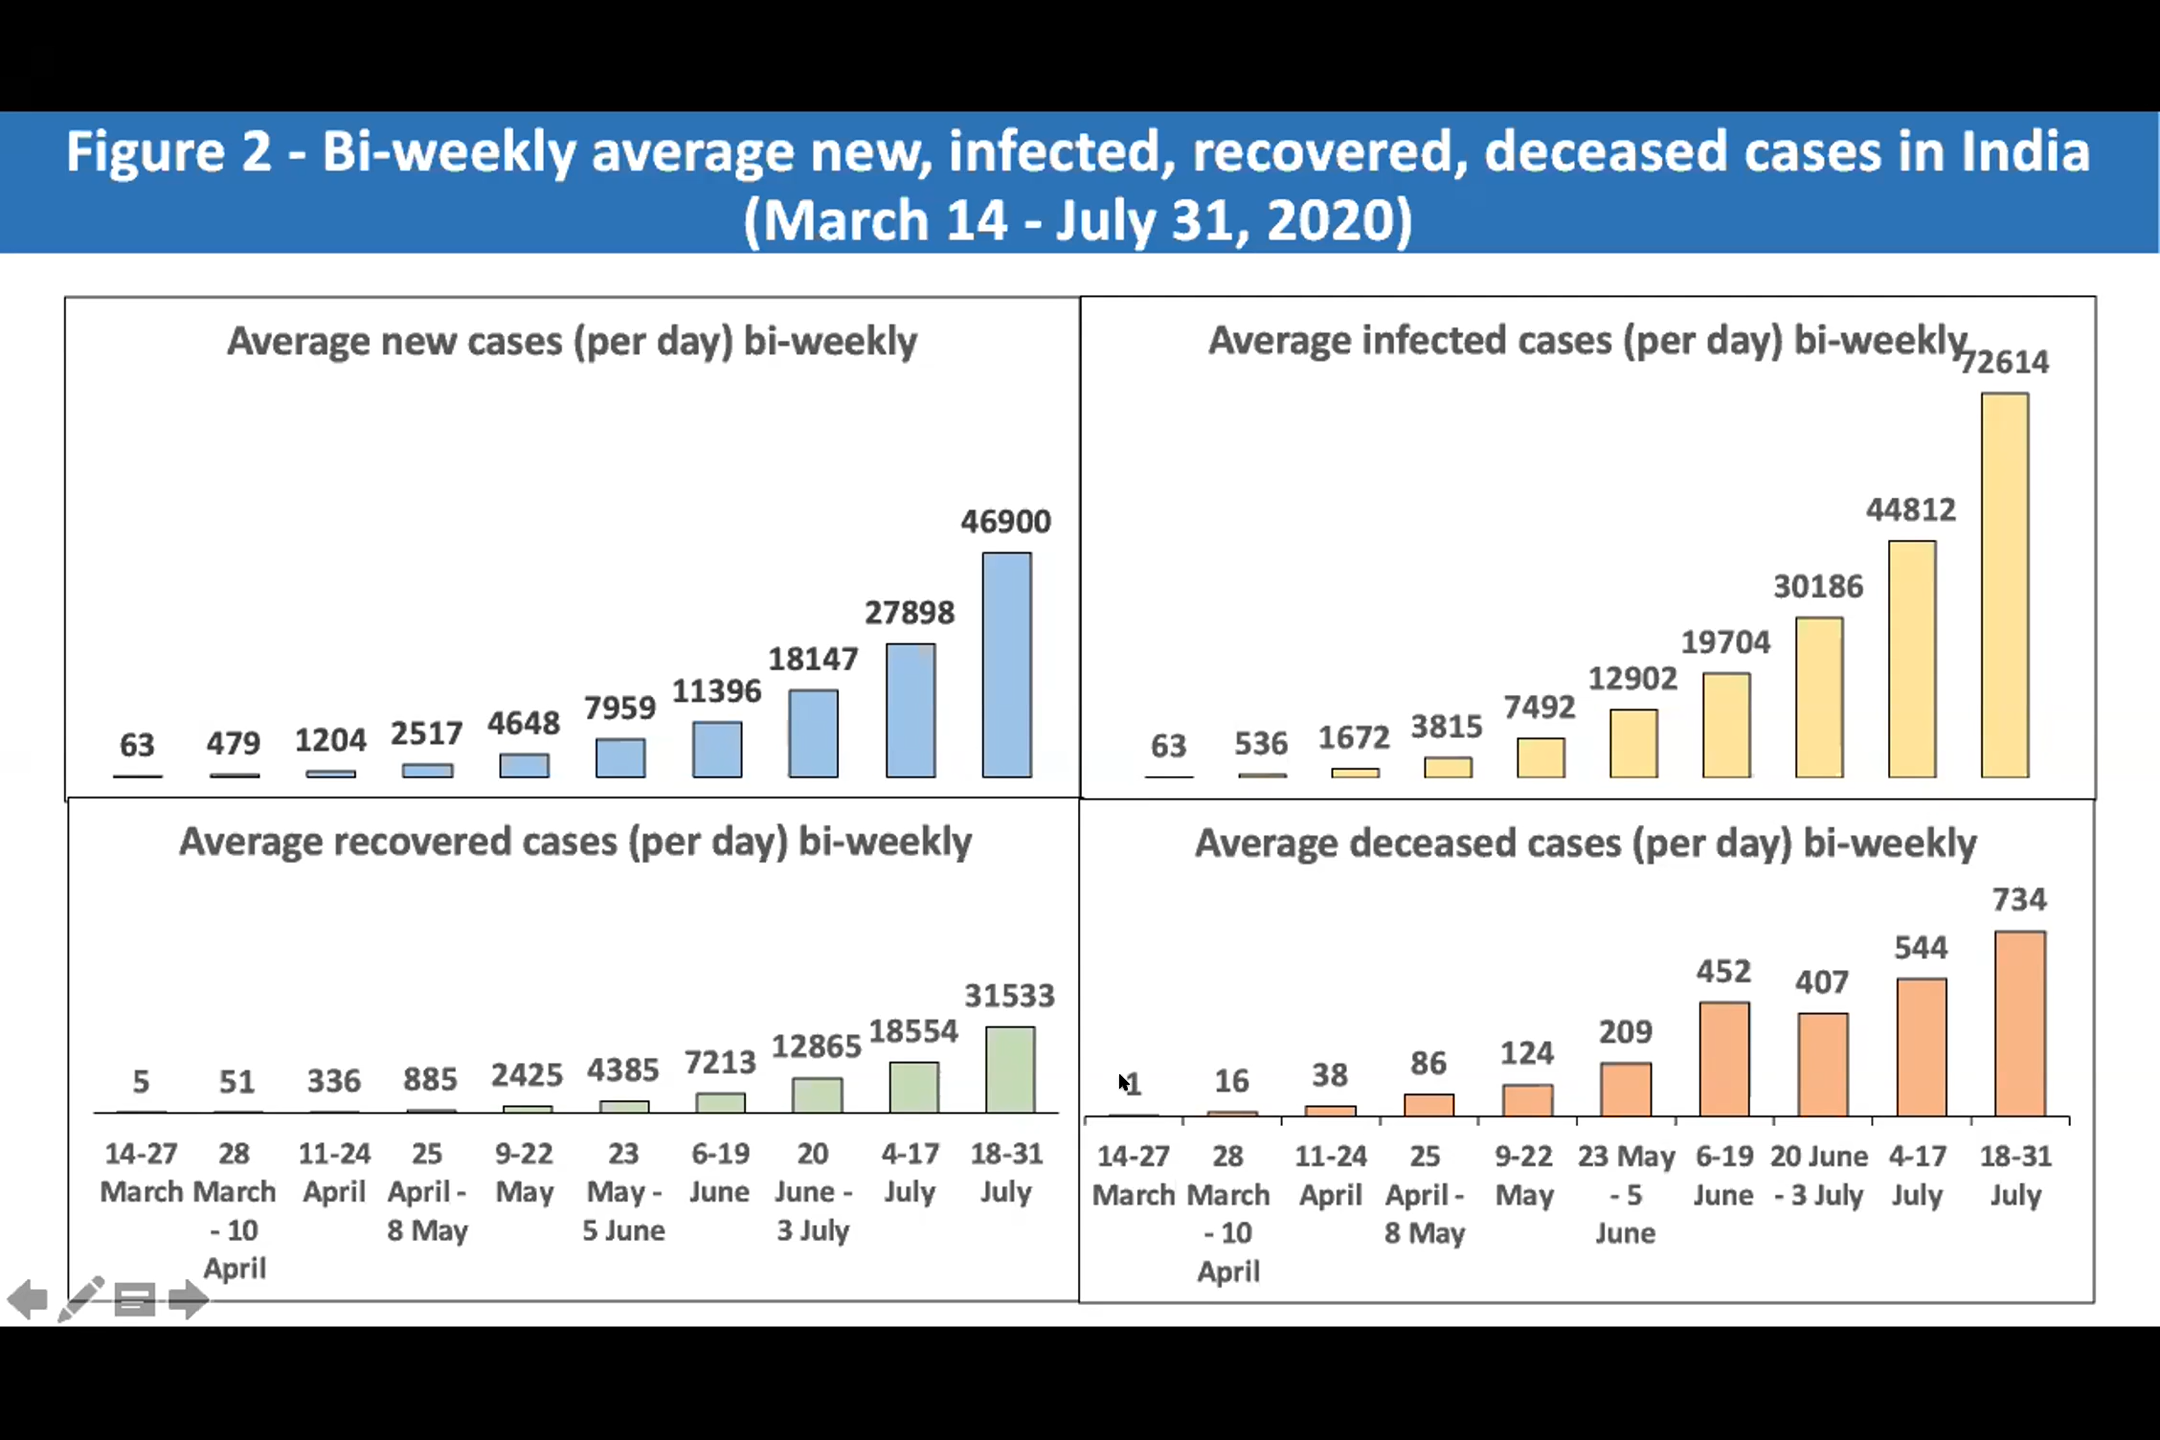 Figure 2 - Bi-weekly average new, infected, recovered, deceased cases in India
(March 14 - July 31, 2020)
Average new cases (per day) bi-weekly
46900
27898
18147
11396
7959
4648
2517
1204
479
63
Average infected cases (per day) bi-weekly
72614
44812
30186
19704
12902
7492
3815
1672
536
63
Average recovered cases (per day) bi-weekly
31533
18554
12865
7213
4385
2425
885
336
51
5
14-27 March
28 March - 10 April
11-24 April
25 April - 8 May
9-22 May
23 May - 5 June
6-19 June
20 June - 3 July
4-17 July
18-31 July
Average deceased cases (per day) bi-weekly
734
544
407
452
209
124
86
38
16
1
14-27 March
28 March - 10 April
11-24 April
25 April - 8 May
9-22 May
23 May - 5 June
6-19 June
20 June - 3 July
4-17 July
18-31 July